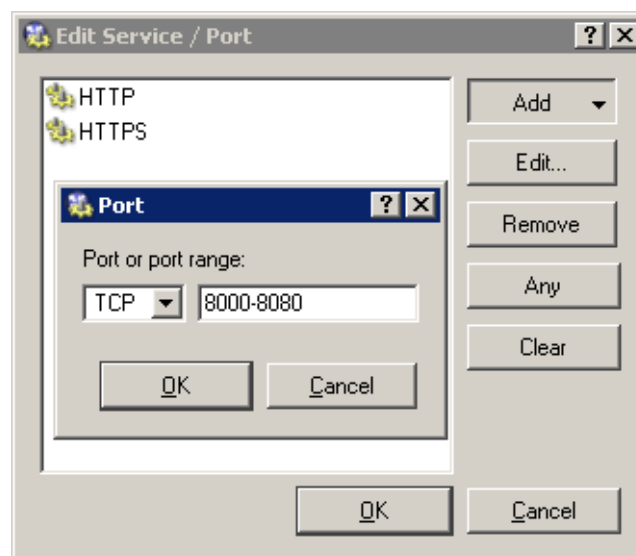 Edit Service / Port
HTTP
HTTPS
Add
Edit...
Remove
Any
Clear
Port
Port or port range:
TCP
8000-8080
OK
Cancel
OK
Cancel